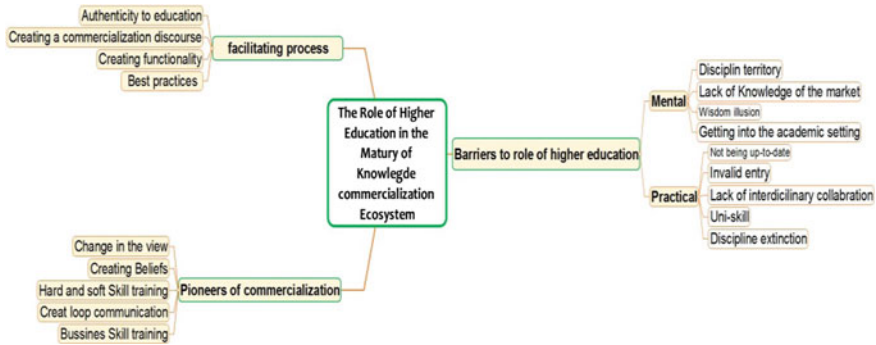 Authenticity to education
Creating a commercialization discourse
Creating functionality
Best practices
facilitating process
The Role of Higher
Education in the
Matury of
Knowlegde
commercialization
Ecosystem
Barriers to role of higher education
Mental
Disciplin territory
Lack of Knowledge of the market
Wisdom illusion
Getting into the academic setting
Practical
Not being up-to-date
Invalid entry
Lack of interdicilinary collabration
Uni-skill
Discipline extinction
Change in the view
Creating Beliefs
Hard and soft Skill training
Creat loop communication
Bussines Skill training
Pioneers of commercialization